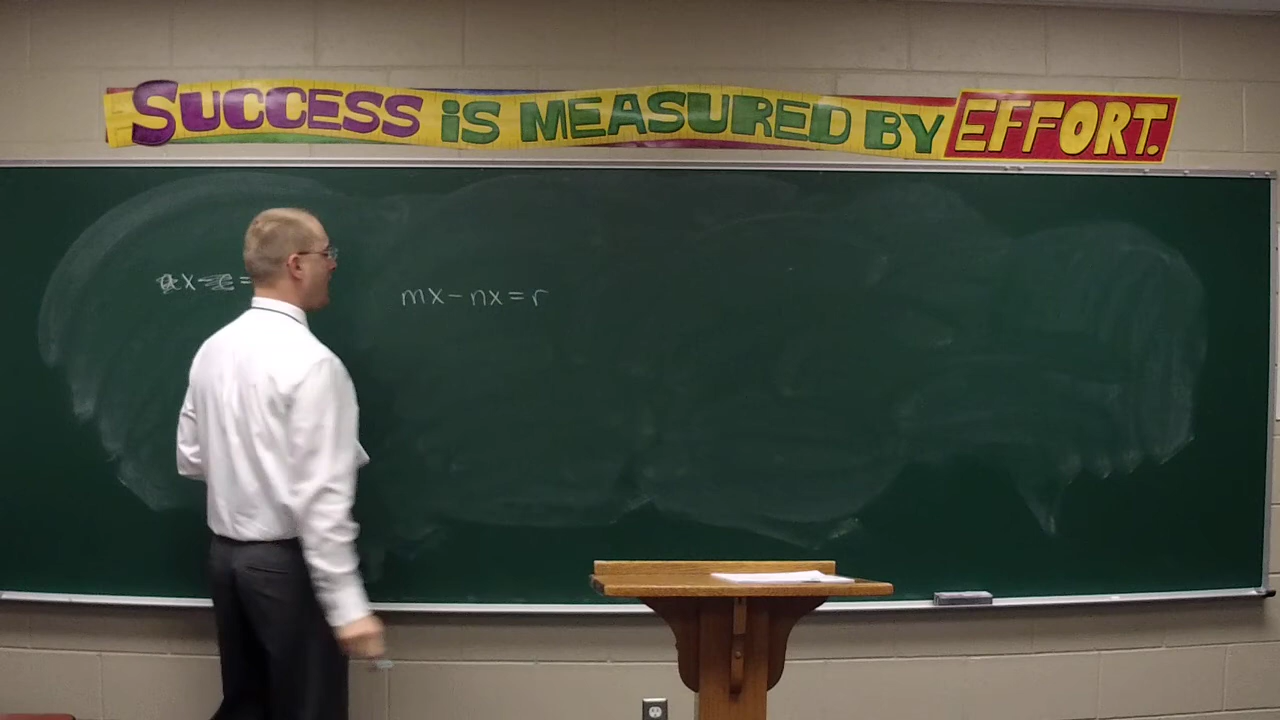 SUCCESS iS MEASURED BY EFFORT.
x =
mx - nx = r